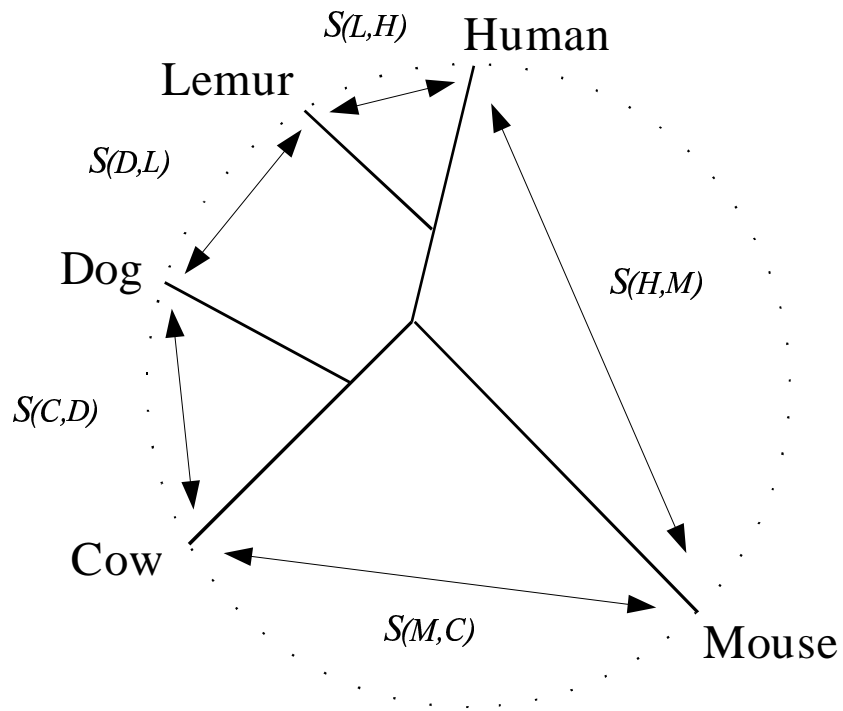 S(L,H)
Human
Lemur
S(D,L)
Dog
S(H,M)
S(C,D)
Cow
S(M,C)
Mouse